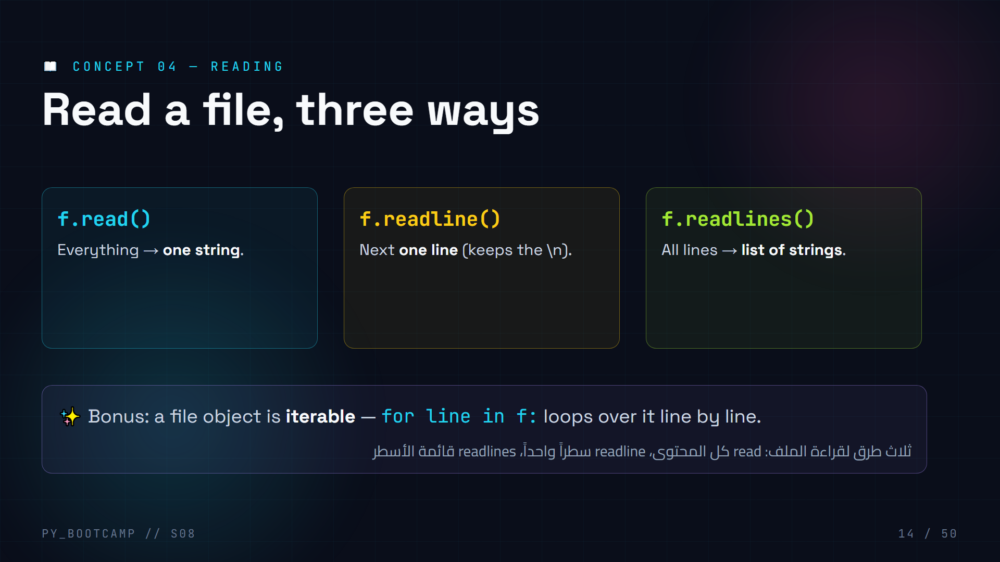 📖 CONCEPT 04 — READING
Read a file, three ways
f.read()
Everything → one string.
f.readline()
Next one line (keeps the \n).
f.readlines()
All lines → list of strings.
✨ Bonus: a file object is iterable — for line in f: loops over it line by line.
ثلاث طرق لقراءة الملف: read كل المحتوى، readline سطراً واحداً، readlines قائمة الأسطر
PY_BOOTCAMP // S08
14 / 50